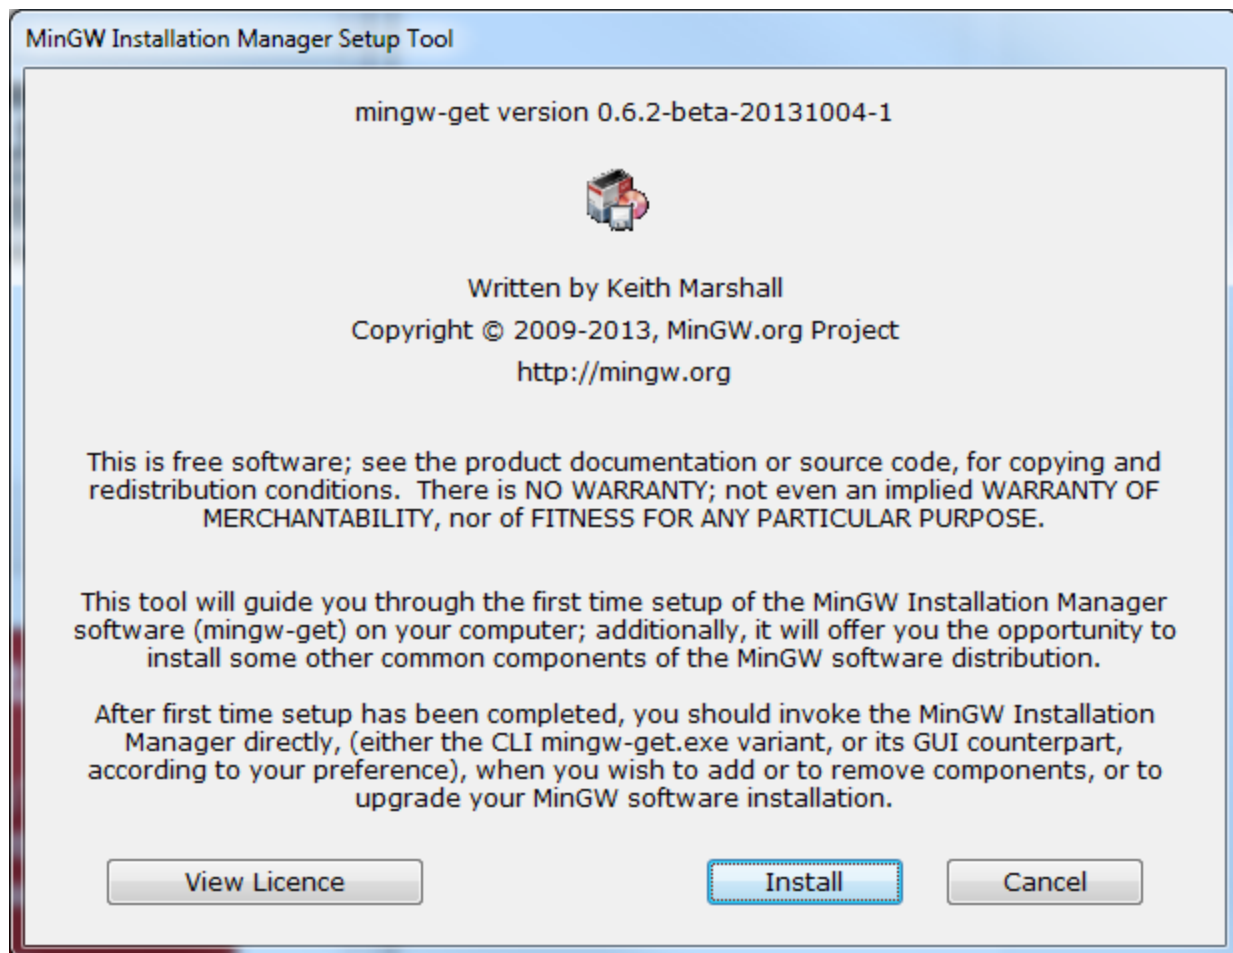 MinGW Installation Manager Setup Tool
mingw-get version 0.6.2-beta-20131004-1
Written by Keith Marshall
Copyright © 2009-2013, MinGW.org Project
http://mingw.org
This is free software; see the product documentation or source code, for copying and
redistribution conditions.  There is NO WARRANTY; not even an implied WARRANTY OF
MERCHANTABILITY, nor of FITNESS FOR ANY PARTICULAR PURPOSE.
This tool will guide you through the first time setup of the MinGW Installation Manager
software (mingw-get) on your computer; additionally, it will offer you the opportunity to
install some other common components of the MinGW software distribution.
After first time setup has been completed, you should invoke the MinGW Installation
Manager directly, (either the CLI mingw-get.exe variant, or its GUI counterpart,
according to your preference), when you wish to add or to remove components, or to
upgrade your MinGW software installation.
View Licence
Install
Cancel